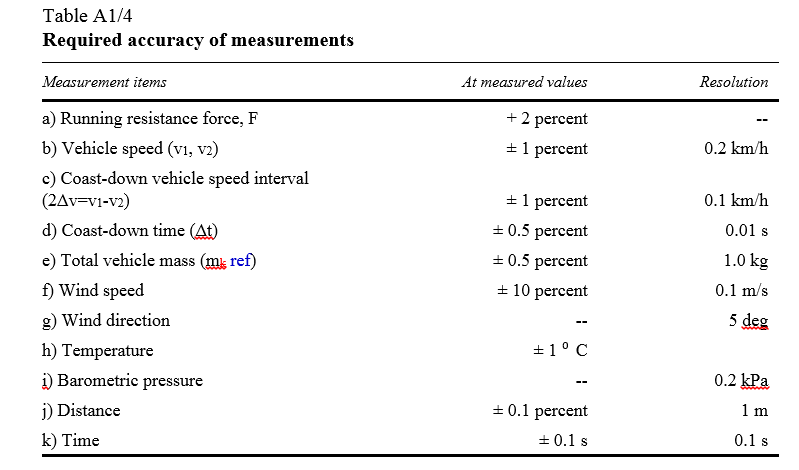 Table A1/4
Required accuracy of measurements
Measurement items At measured values Resolution
a) Running resistance force, F + 2 percent --
b) Vehicle speed (v1, v2) ± 1 percent 0.2 km/h
c) Coast-down vehicle speed interval
(2Δv=v1-v2) ± 1 percent 0.1 km/h
d) Coast-down time (Δt) ± 0.5 percent 0.01 s
e) Total vehicle mass (mk ref) ± 0.5 percent 1.0 kg
f) Wind speed ± 10 percent 0.1 m/s
g) Wind direction -- 5 deg
h) Temperature ± 1 ° C
i) Barometric pressure -- 0.2 kPa
j) Distance ± 0.1 percent 1 m
k) Time ± 0.1 s 0.1 s